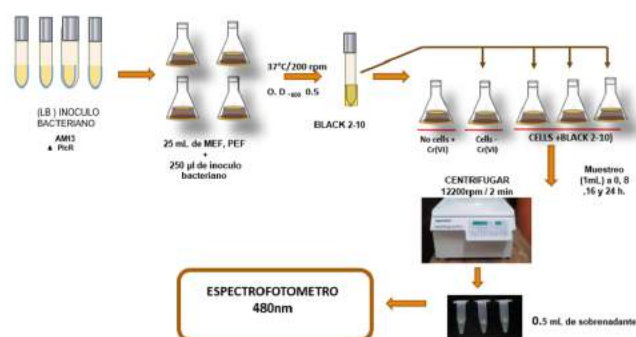 (LB ) INOCULO
BACTERIANO
AMI3
▲ PlcR
25 mL de MEF, PEF
+
250 µl de inoculo
bacteriano
37°C/200 rpm
O. D -600 0.5
BLACK 2-10
No cells +
Cr(VI)
Cells -
Cr(VI)
CELLS +BLACK 2-10)
Muestreo
(1mL) a 0, 8
,16 y 24 h.
CENTRIFUGAR
12200rpm / 2 min
0.5 mL de sobrenadante
ESPECTROFOTOMETRO
480nm